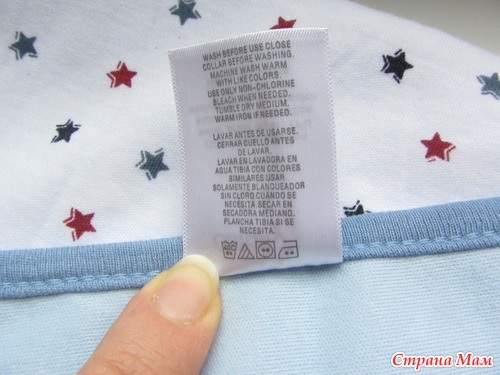 WASH BEFORE USE CLOSE
COLLAR BEFORE WASHING.
MACHINE WASH WARM
WITH LIKE COLORS.
USE ONLY NON-CHLORINE
BLEACH WHEN NEEDED.
TUMBLE DRY MEDIUM.
WARM IRON IF NEEDED.
LAVAR ANTES DE USARSE.
CERRAR CUELLO ANTES
DE LAVAR.
LAVAR EN LAVADORA EN
AGUA TIBIA CON COLORES
SIMILARES USAR
SOLAMENTE BLANQUEADOR
SIN CLORO CUANDO SE
NECESITA.SECAR EN
SECADORA MEDIANO.
PLANCHA TIBIA.SI SE
NECESITA.
Страна Мам